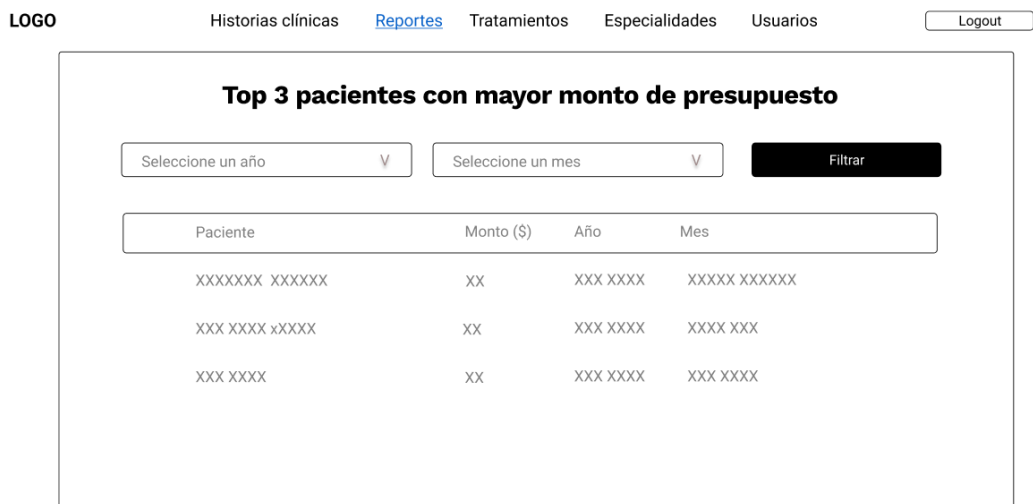 LOGO Historias clínicas Reportes Tratamientos Especialidades Usuarios Logout
Top 3 pacientes con mayor monto de presupuesto
Seleccione un año V Seleccione un mes V Filtrar
Paciente Monto ($) Año Mes
XXXXXXX XXXXXX XX XXX XXXX XXXXX XXXXXX
XXX XXXX xXXXX XX XXX XXXX XXXX XXX
XXX XXXX XX XXX XXXX XXX XXXX